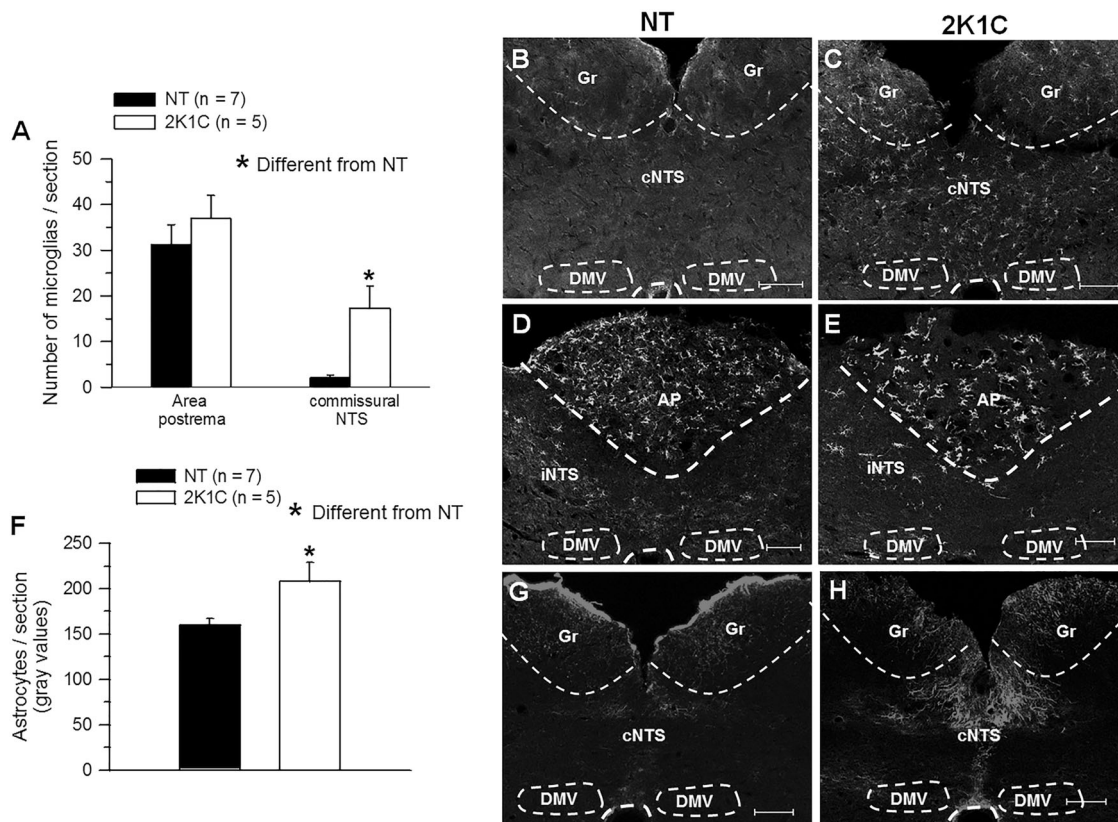 NT
2K1C
A
NT (n = 7)
2K1C (n = 5)
* Different from NT
Number of microglias / section
50
40
30
20
10
0
*
Area
postrema
commissural
NTS
B
Gr
Gr
cNTS
DMV
DMV
C
Gr
Gr
cNTS
DMV
DMV
D
AP
iNTS
DMV
DMV
E
AP
iNTS
DMV
DMV
F
NT (n = 7)
2K1C (n = 5)
* Different from NT
Astrocytes / section
(gray values)
250
200
150
100
50
0
*
G
Gr
Gr
cNTS
DMV
DMV
H
Gr
Gr
cNTS
DMV
DMV